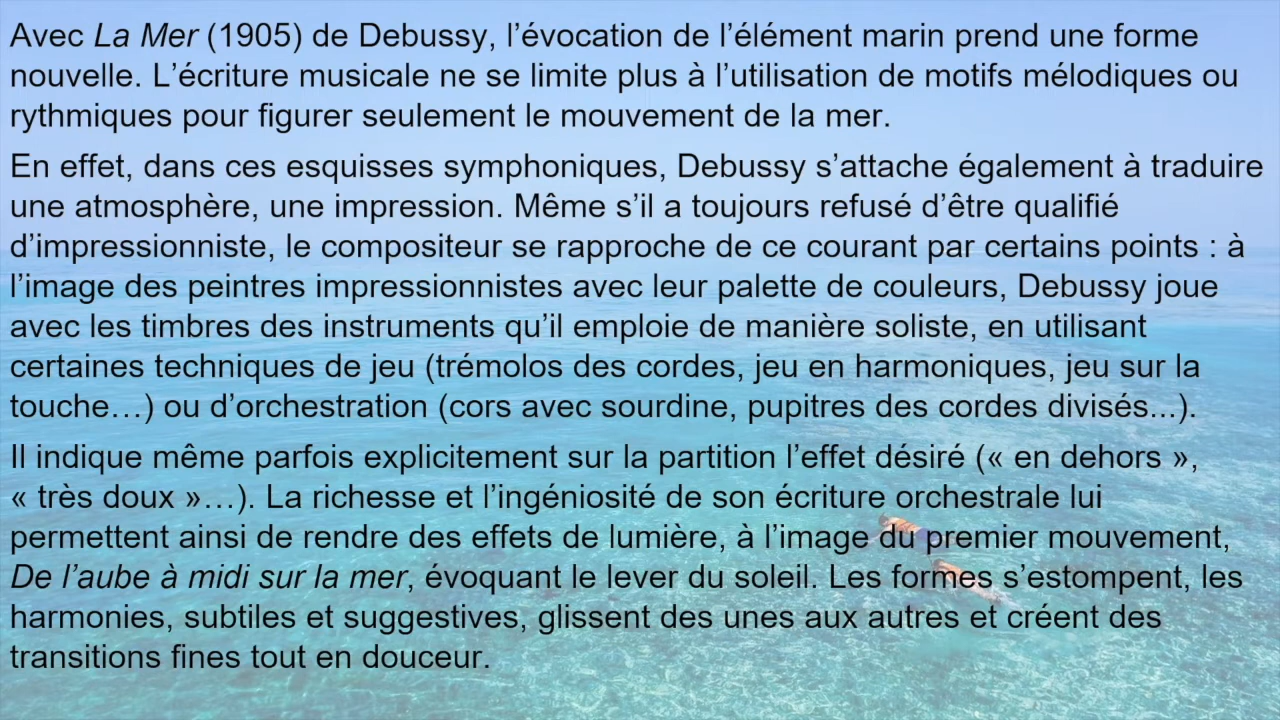 Avec La Mer (1905) de Debussy, l’évocation de l’élément marin prend une forme
nouvelle. L’écriture musicale ne se limite plus à l’utilisation de motifs mélodiques ou
rythmiques pour figurer seulement le mouvement de la mer.
En effet, dans ces esquisses symphoniques, Debussy s’attache également à traduire
une atmosphère, une impression. Même s’il a toujours refusé d’être qualifié
d’impressionniste, le compositeur se rapproche de ce courant par certains points : à
l’image des peintres impressionnistes avec leur palette de couleurs, Debussy joue
avec les timbres des instruments qu’il emploie de manière soliste, en utilisant
certaines techniques de jeu (trémolos des cordes, jeu en harmoniques, jeu sur la
touche…) ou d’orchestration (cors avec sourdine, pupitres des cordes divisés...).
Il indique même parfois explicitement sur la partition l’effet désiré (« en dehors »,
« très doux »…). La richesse et l’ingéniosité de son écriture orchestrale lui
permettent ainsi de rendre des effets de lumière, à l’image du premier mouvement,
De l’aube à midi sur la mer, évoquant le lever du soleil. Les formes s’estompent, les
harmonies, subtiles et suggestives, glissent des unes aux autres et créent des
transitions fines tout en douceur.